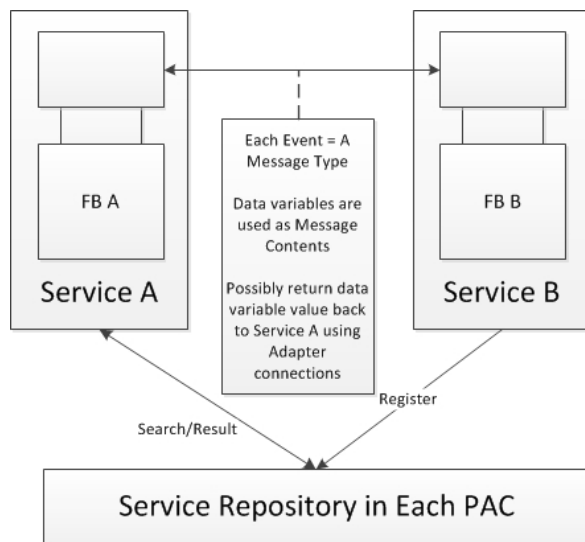 FB A
Service A
Each Event = A
Message Type
Data variables are
used as Message
Contents
Possibly return data
variable value back
to Service A using
Adapter
connections
FB B
Service B
Search/Result
Register
Service Repository in Each PAC